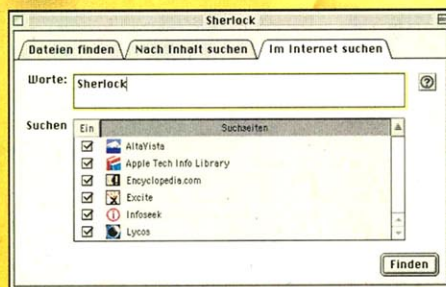 Sherlock
Dateien finden Nach Inhalt suchen Im Internet suchen
Worte: Sherlock
Suchen Ein Suchseiten
AltaVista
Apple Tech Info Library
Encyclopedia.com
Excite
Infoseek
Lycos
Finden